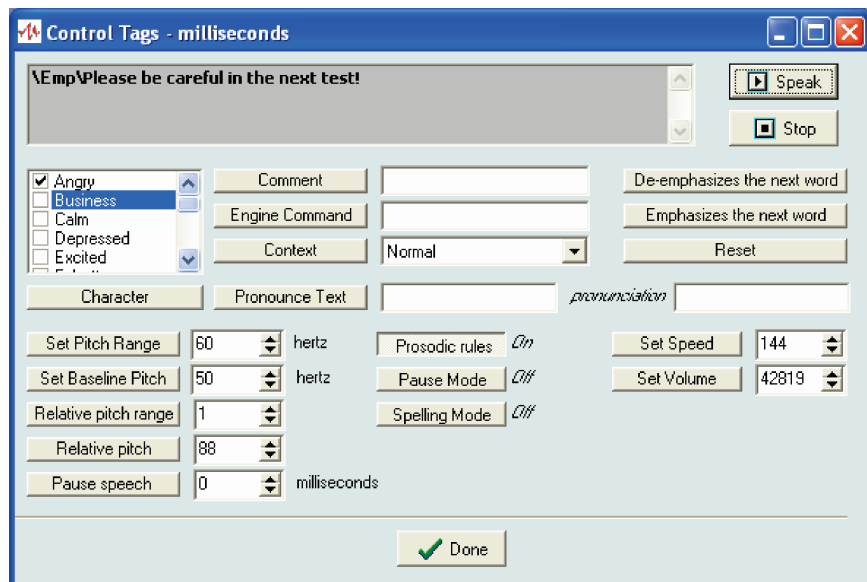 Control Tags - milliseconds
\Emp\Please be careful in the next test!
Speak
Stop
Angry
Business
Calm
Depressed
Excited
Comment
Engine Command
Context
Normal
De-emphasizes the next word
Emphasizes the next word
Reset
Character
Pronounce Text
pronunciation
Set Pitch Range 60 hertz
Prosodic rules On
Set Speed 144
Set Baseline Pitch 50 hertz
Pause Mode Off
Set Volume 42819
Relative pitch range 1
Spelling Mode Off
Relative pitch 88
Pause speech 0 milliseconds
Done